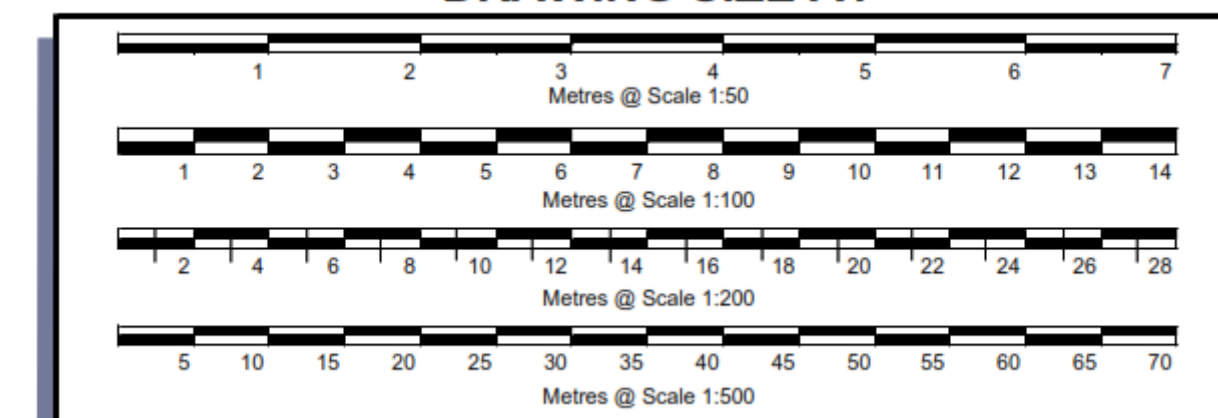 1 2 3 4 5 6 7
Metres @ Scale 1:50
1 2 3 4 5 6 7 8 9 10 11 12 13 14
Metres @ Scale 1:100
2 4 6 8 10 12 14 16 18 20 22 24 26 28
Metres @ Scale 1:200
5 10 15 20 25 30 35 40 45 50 55 60 65 70
Metres @ Scale 1:500